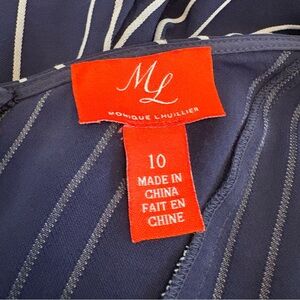 ML
MONIQUE LHUILLIER
10
MADE IN
CHINA
FAIT EN
CHINE